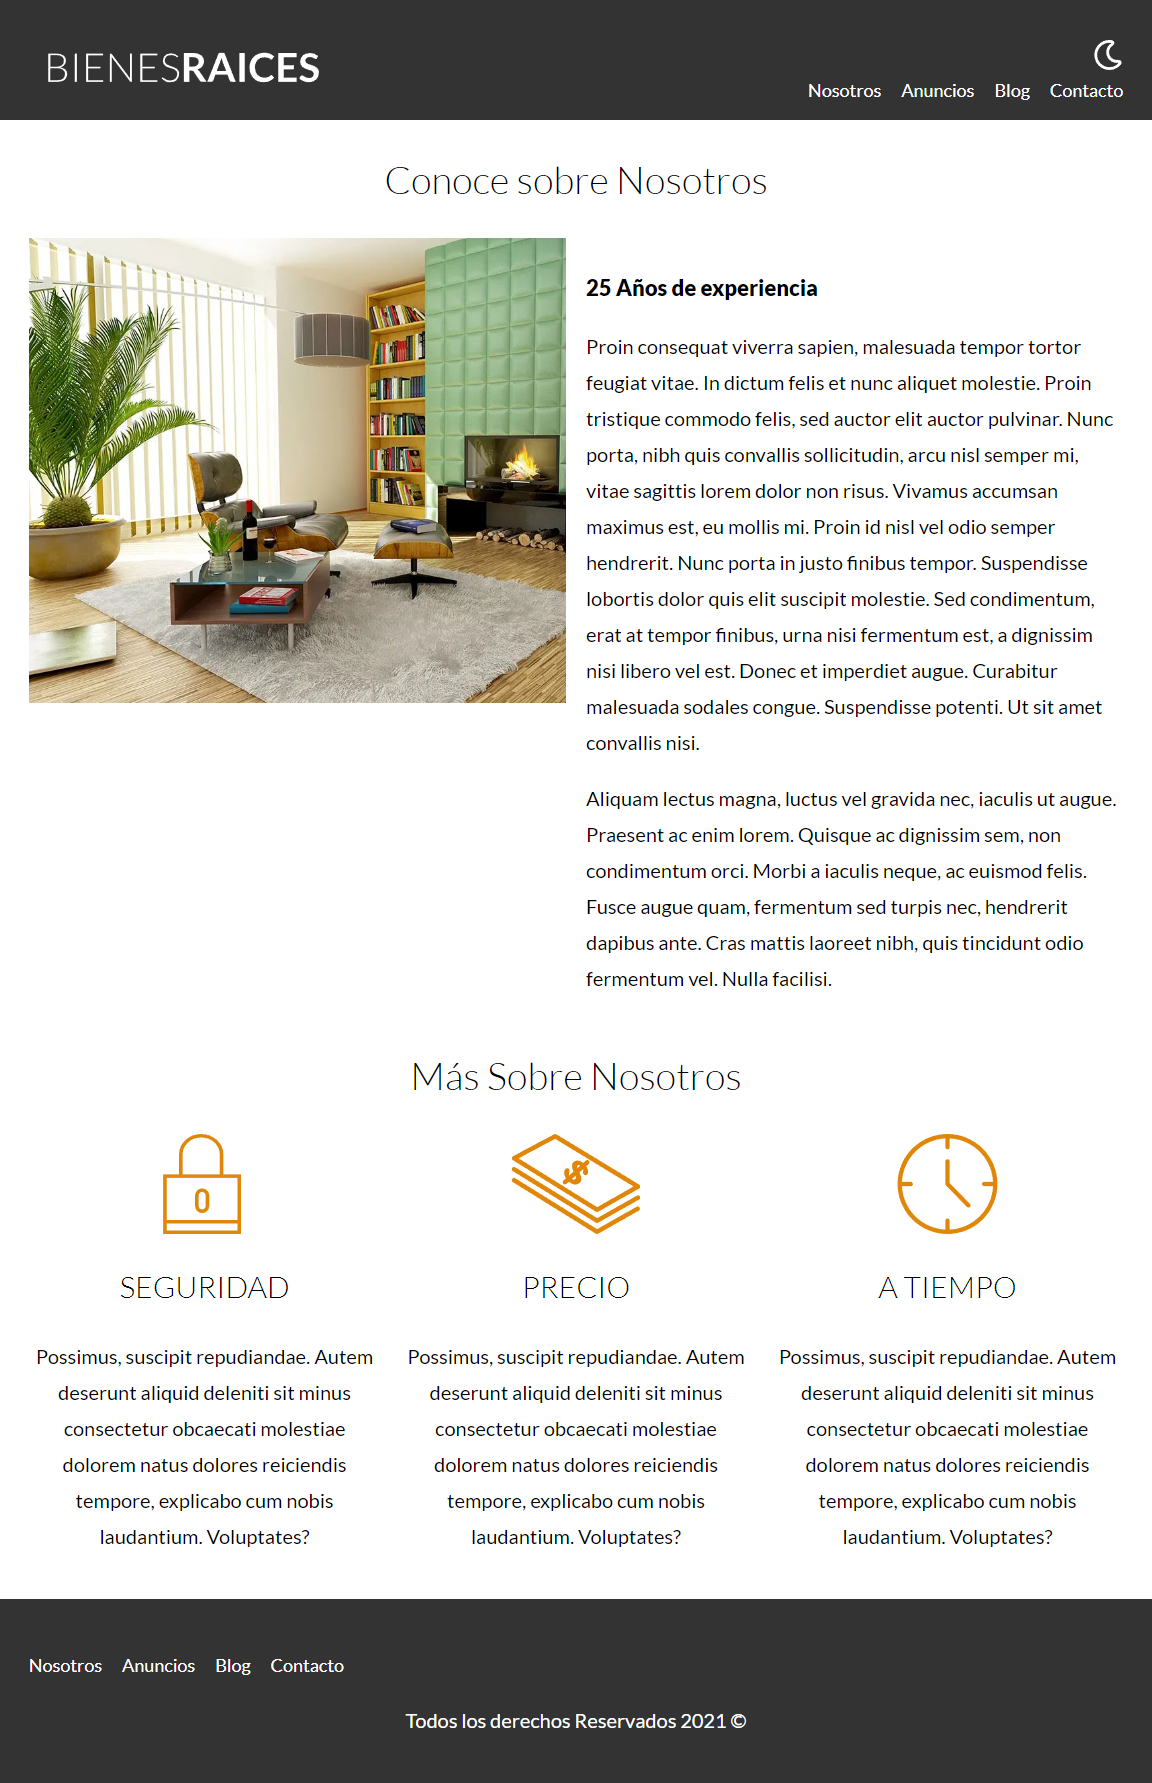 BIENESRAICES
Nosotros Anuncios Blog Contacto
Conoce sobre Nosotros
25 Años de experiencia
Proin consequat viverra sapien, malesuada tempor tortor
feugiat vitae. In dictum felis et nunc aliquet molestie. Proin
tristique commodo felis, sed auctor elit auctor pulvinar. Nunc
porta, nibh quis convallis sollicitudin, arcu nisl semper mi,
vitae sagittis lorem dolor non risus. Vivamus accumsan
maximus est, eu mollis mi. Proin id nisl vel odio semper
hendrerit. Nunc porta in justo finibus tempor. Suspendisse
lobortis dolor quis elit suscipit molestie. Sed condimentum,
erat at tempor finibus, urna nisi fermentum est, a dignissim
nisi libero vel est. Donec et imperdiet augue. Curabitur
malesuada sodales congue. Suspendisse potenti. Ut sit amet
convallis nisi.
Aliquam lectus magna, luctus vel gravida nec, iaculis ut augue.
Praesent ac enim lorem. Quisque ac dignissim sem, non
condimentum orci. Morbi a iaculis neque, ac euismod felis.
Fusce augue quam, fermentum sed turpis nec, hendrerit
dapibus ante. Cras mattis laoreet nibh, quis tincidunt odio
fermentum vel. Nulla facilisi.
Más Sobre Nosotros
$
SEGURIDAD
Possimus, suscipit repudiandae. Autem
deserunt aliquid deleniti sit minus
consectetur obcaecati molestiae
dolorem natus dolores reiciendis
tempore, explicabo cum nobis
laudantium. Voluptates?
PRECIO
Possimus, suscipit repudiandae. Autem
deserunt aliquid deleniti sit minus
consectetur obcaecati molestiae
dolorem natus dolores reiciendis
tempore, explicabo cum nobis
laudantium. Voluptates?
A TIEMPO
Possimus, suscipit repudiandae. Autem
deserunt aliquid deleniti sit minus
consectetur obcaecati molestiae
dolorem natus dolores reiciendis
tempore, explicabo cum nobis
laudantium. Voluptates?
Nosotros Anuncios Blog Contacto
Todos los derechos Reservados 2021 ©